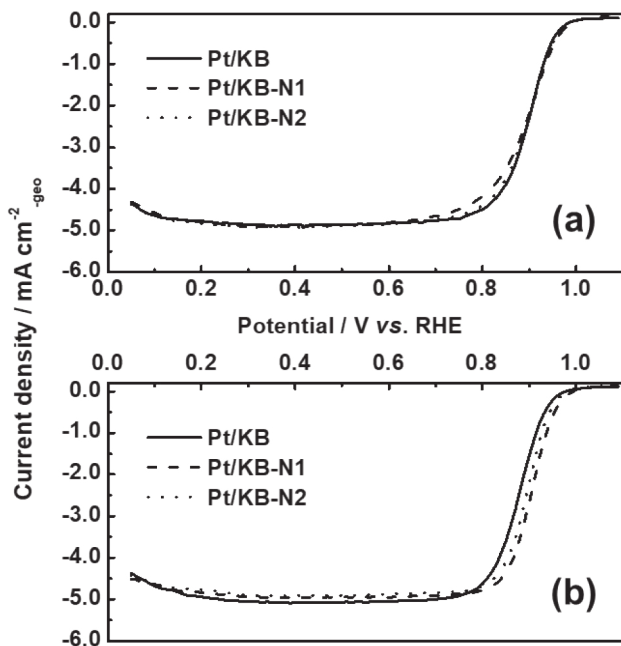 0.0
-1.0
-2.0
-3.0
-4.0
-5.0
-6.0
Pt/KB
Pt/KB-N1
Pt/KB-N2
(a)
0.0 0.2 0.4 0.6 0.8 1.0
Potential / V vs. RHE
Current density / mA cm-2-geo
0.0 0.2 0.4 0.6 0.8 1.0
0.0
-1.0
-2.0
-3.0
-4.0
-5.0
-6.0
Pt/KB
Pt/KB-N1
Pt/KB-N2
(b)